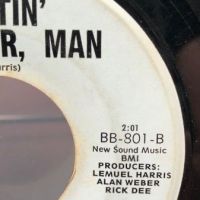 TIN'
R, MAN
arris)
2:01
BB-801-B
New Sound Music
BMI
PRODUCERS:
LEMUEL HARRIS
ALAN WEBER
RICK DEE